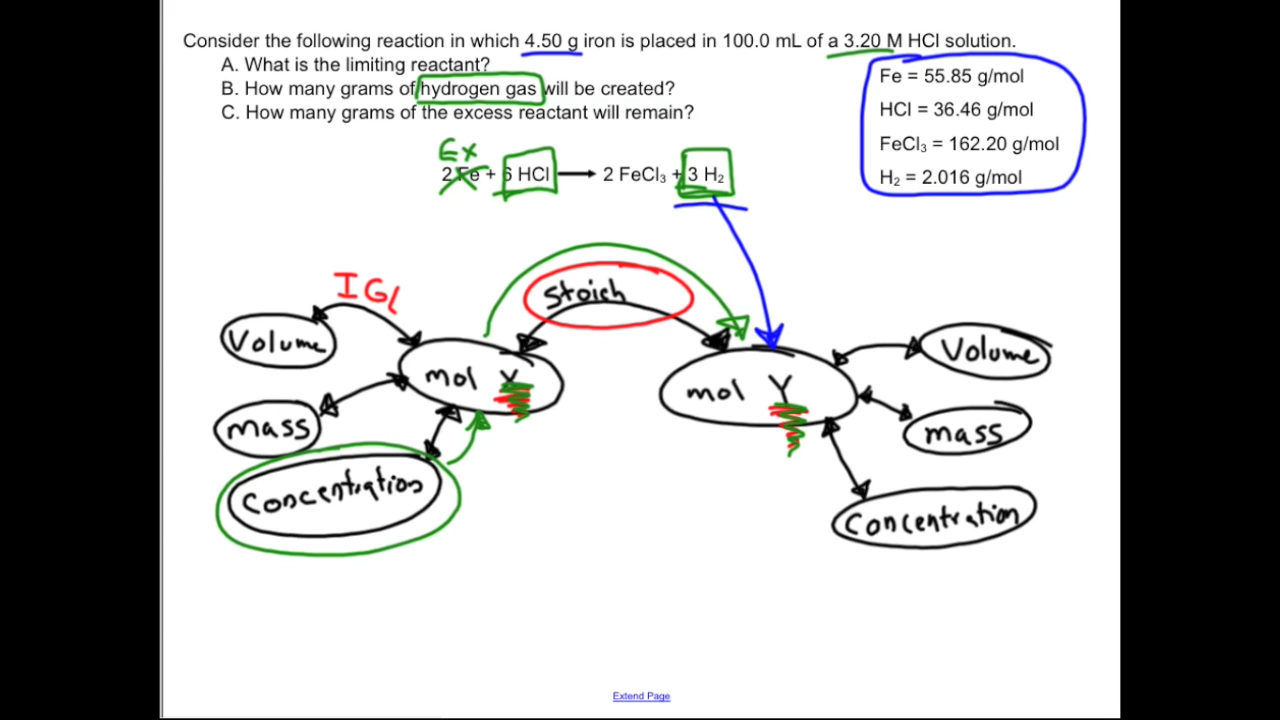 Consider the following reaction in which 4.50 g iron is placed in 100.0 mL of a 3.20 M HCl solution.
A. What is the limiting reactant?
B. How many grams of hydrogen gas will be created?
C. How many grams of the excess reactant will remain?
Fe = 55.85 g/mol
HCl = 36.46 g/mol
FeCl₃ = 162.20 g/mol
H₂ = 2.016 g/mol
Ex
2 Fe + 6 HCl → 2 FeCl₃ + 3 H₂
IGL
Stoich
Volume
mol X
mass
Concentration
mol Y
Volume
mass
Concentration
Extend Page